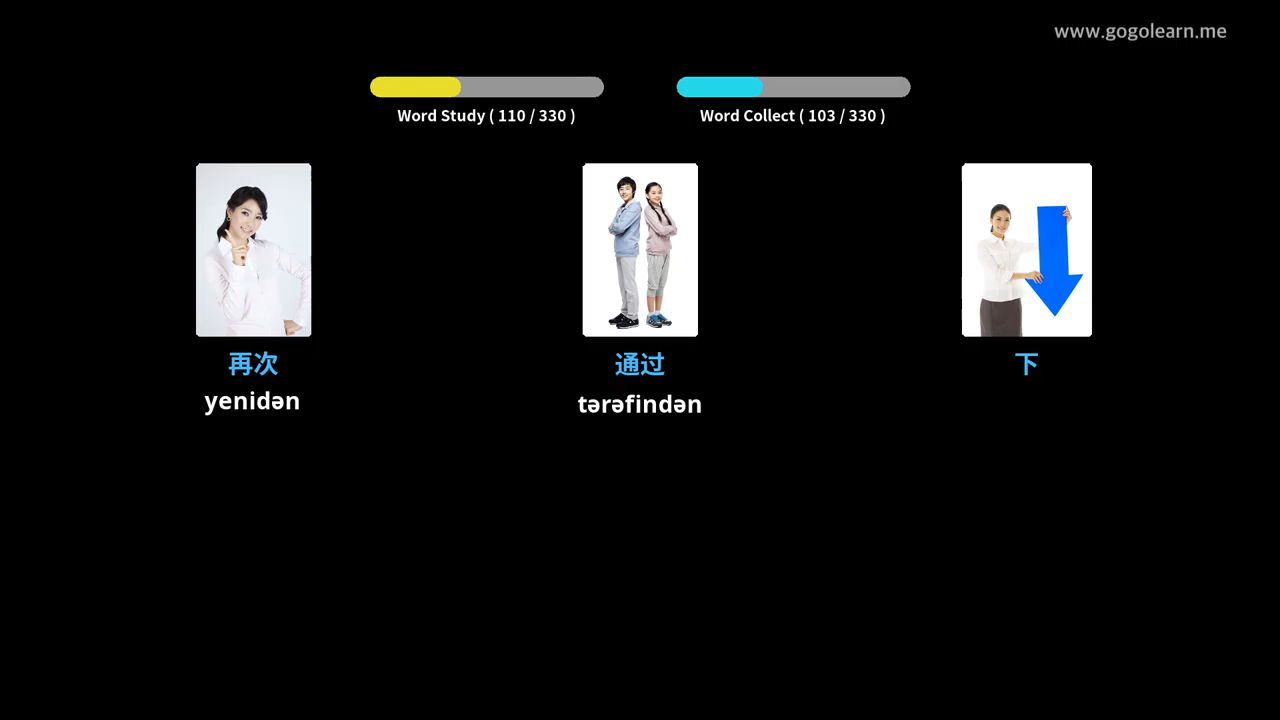 www.gogolearn.me
Word Study ( 110 / 330 )
Word Collect ( 103 / 330 )
再次
通过
下
yenidən
tərəfindən